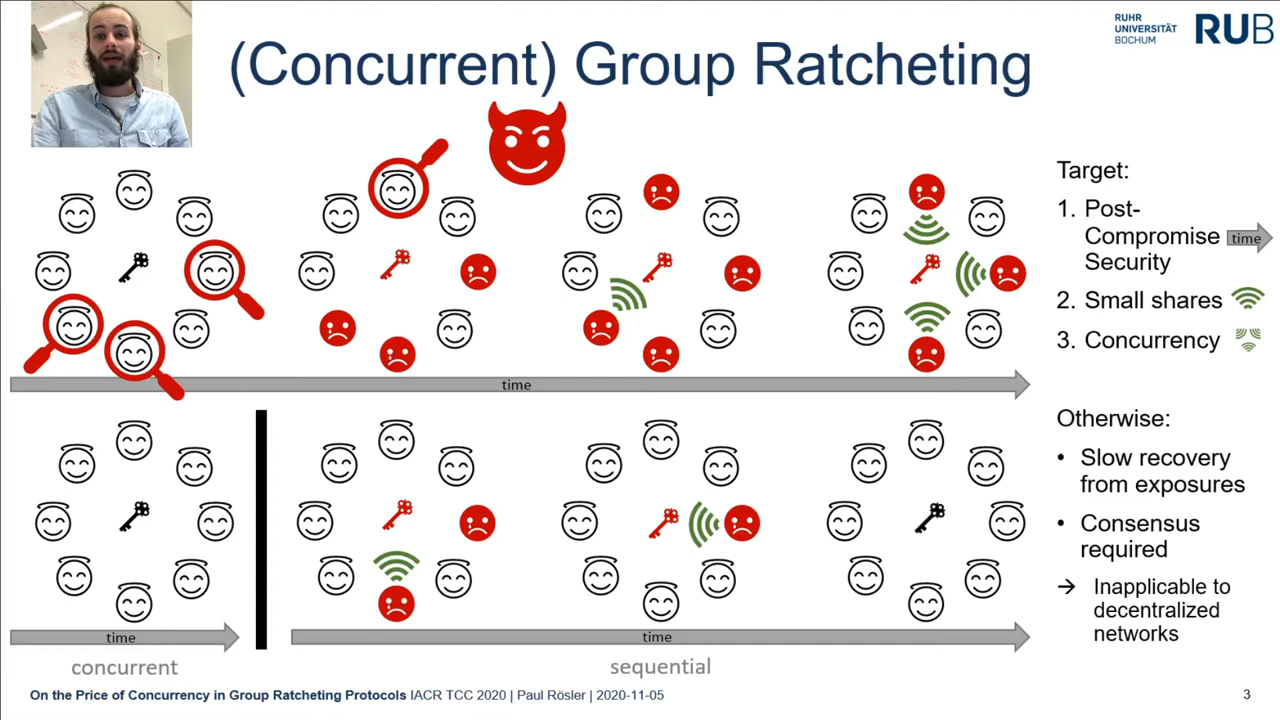 RUHR
UNIVERSITÄT
BOCHUM
RUB
(Concurrent) Group Ratcheting
Target:
1. Post-
Compromise
Security
time
2. Small shares
3. Concurrency
time
Otherwise:
• Slow recovery
from exposures
• Consensus
required
→ Inapplicable to
decentralized
networks
time
time
concurrent
sequential
On the Price of Concurrency in Group Ratcheting Protocols IACR TCC 2020 | Paul Rösler | 2020-11-05
3